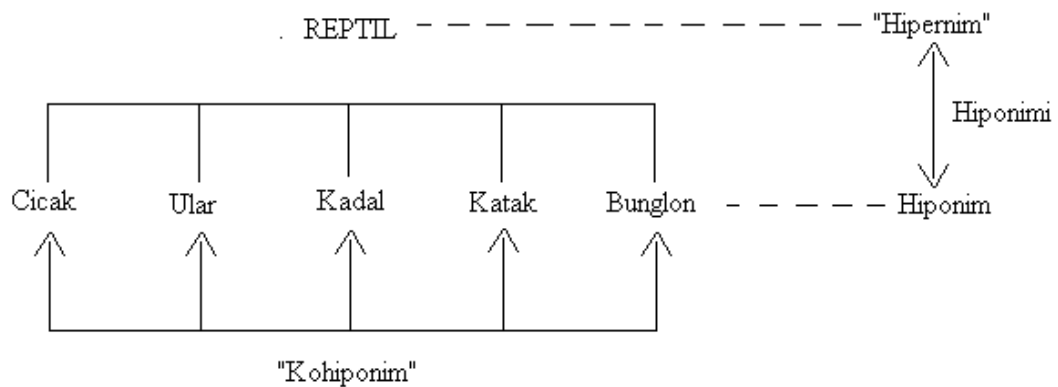 . REPTIL "Hipernim"
Hiponimi
Cicak Ular Kadal Katak Bunglon Hiponim
"Kohiponim"